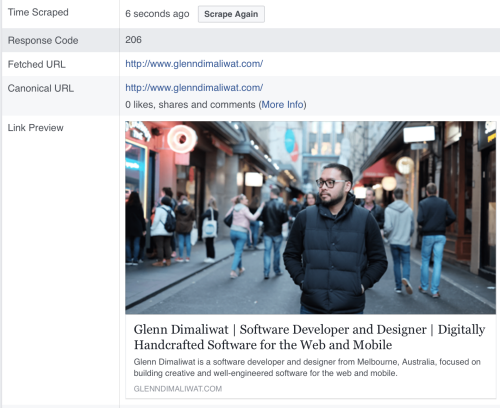 Time Scraped
6 seconds ago
Scrape Again
Response Code
206
Fetched URL
http://www.glenndimaliwat.com/
Canonical URL
http://www.glenndimaliwat.com/
0 likes, shares and comments (More Info)
Link Preview
Glenn Dimaliwat | Software Developer and Designer | Digitally
Handcrafted Software for the Web and Mobile
Glenn Dimaliwat is a software developer and designer from Melbourne, Australia, focused on
building creative and well-engineered software for the web and mobile.
GLENNDIMALIWAT.COM